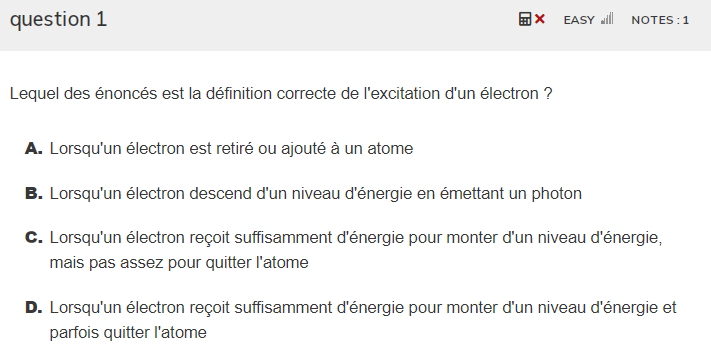 question 1
EASY NOTES : 1
Lequel des énoncés est la définition correcte de l'excitation d'un électron ?
A. Lorsqu'un électron est retiré ou ajouté à un atome
B. Lorsqu'un électron descend d'un niveau d'énergie en émettant un photon
C. Lorsqu'un électron reçoit suffisamment d'énergie pour monter d'un niveau d'énergie,
mais pas assez pour quitter l'atome
D. Lorsqu'un électron reçoit suffisamment d'énergie pour monter d'un niveau d'énergie et
parfois quitter l'atome